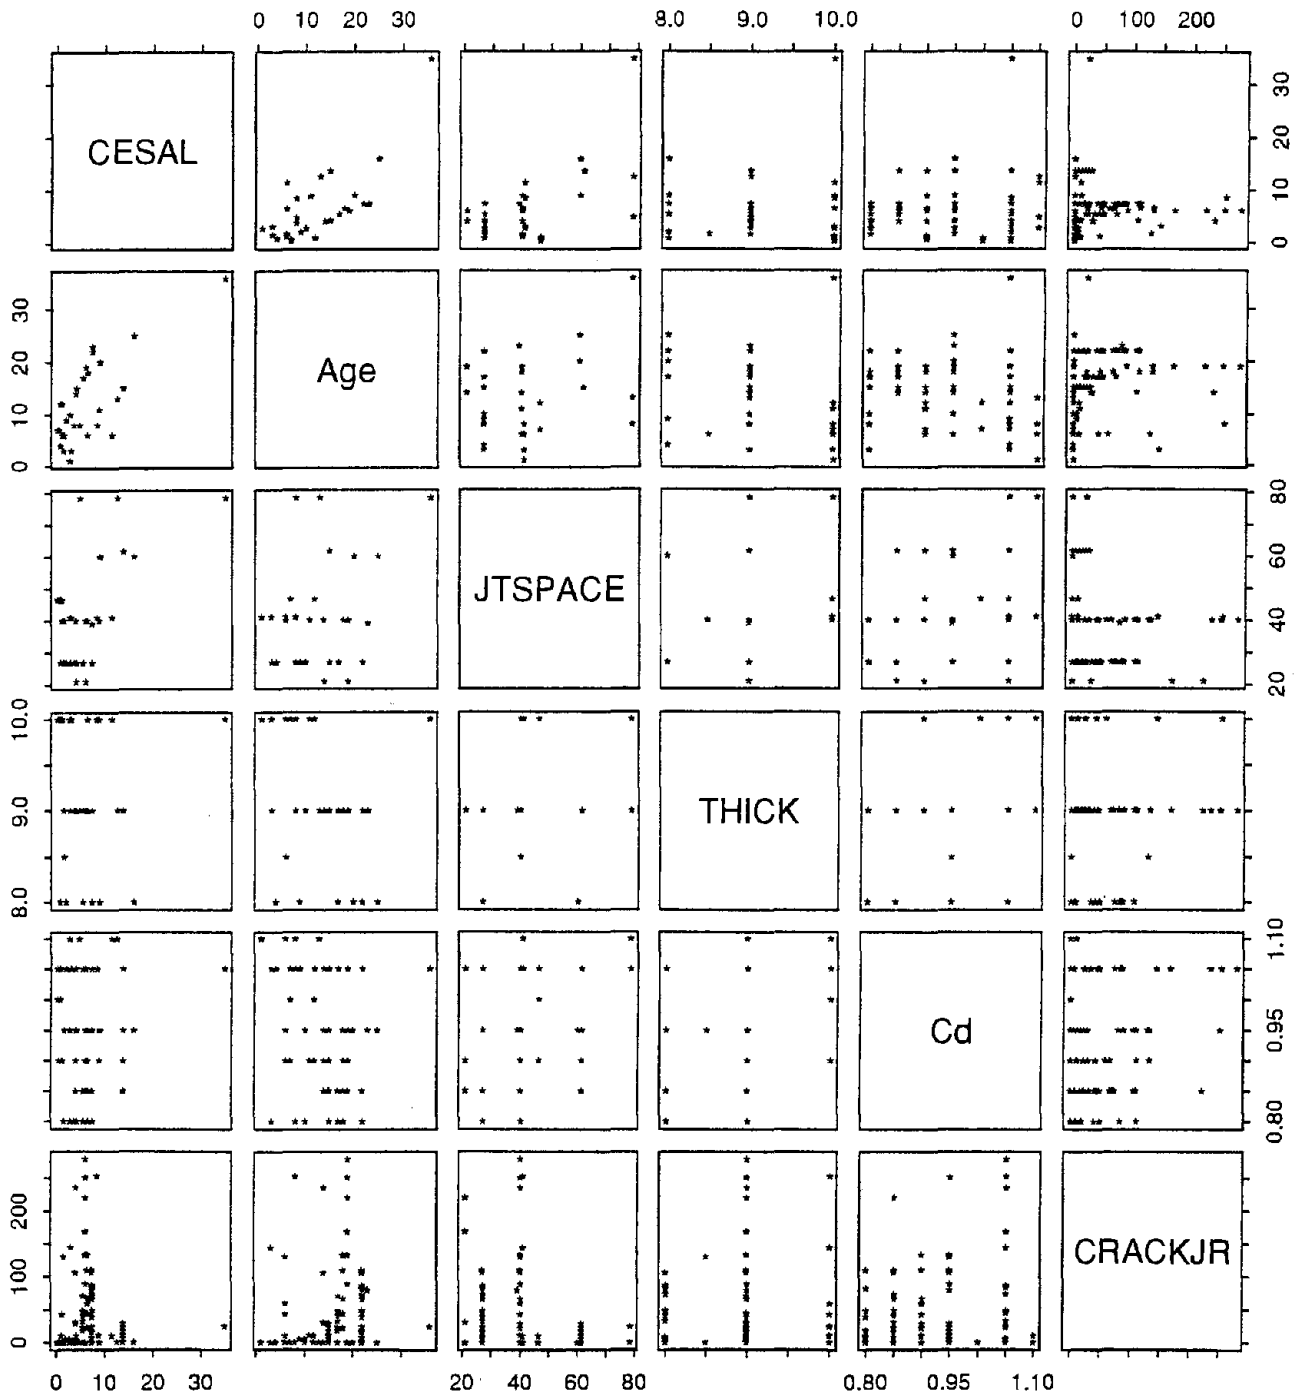 0 10 20 30 8.0 9.0 10.0 0 100 200
CESAL 0 10 20 30
0 10 20 30 Age
JTSPACE 20 40 60 80
8.0 9.0 10.0 THICK
Cd 0.80 0.95 1.10
0 100 200 CRACKJR
0 10 30 20 40 60 80 0.80 0.95 1.10